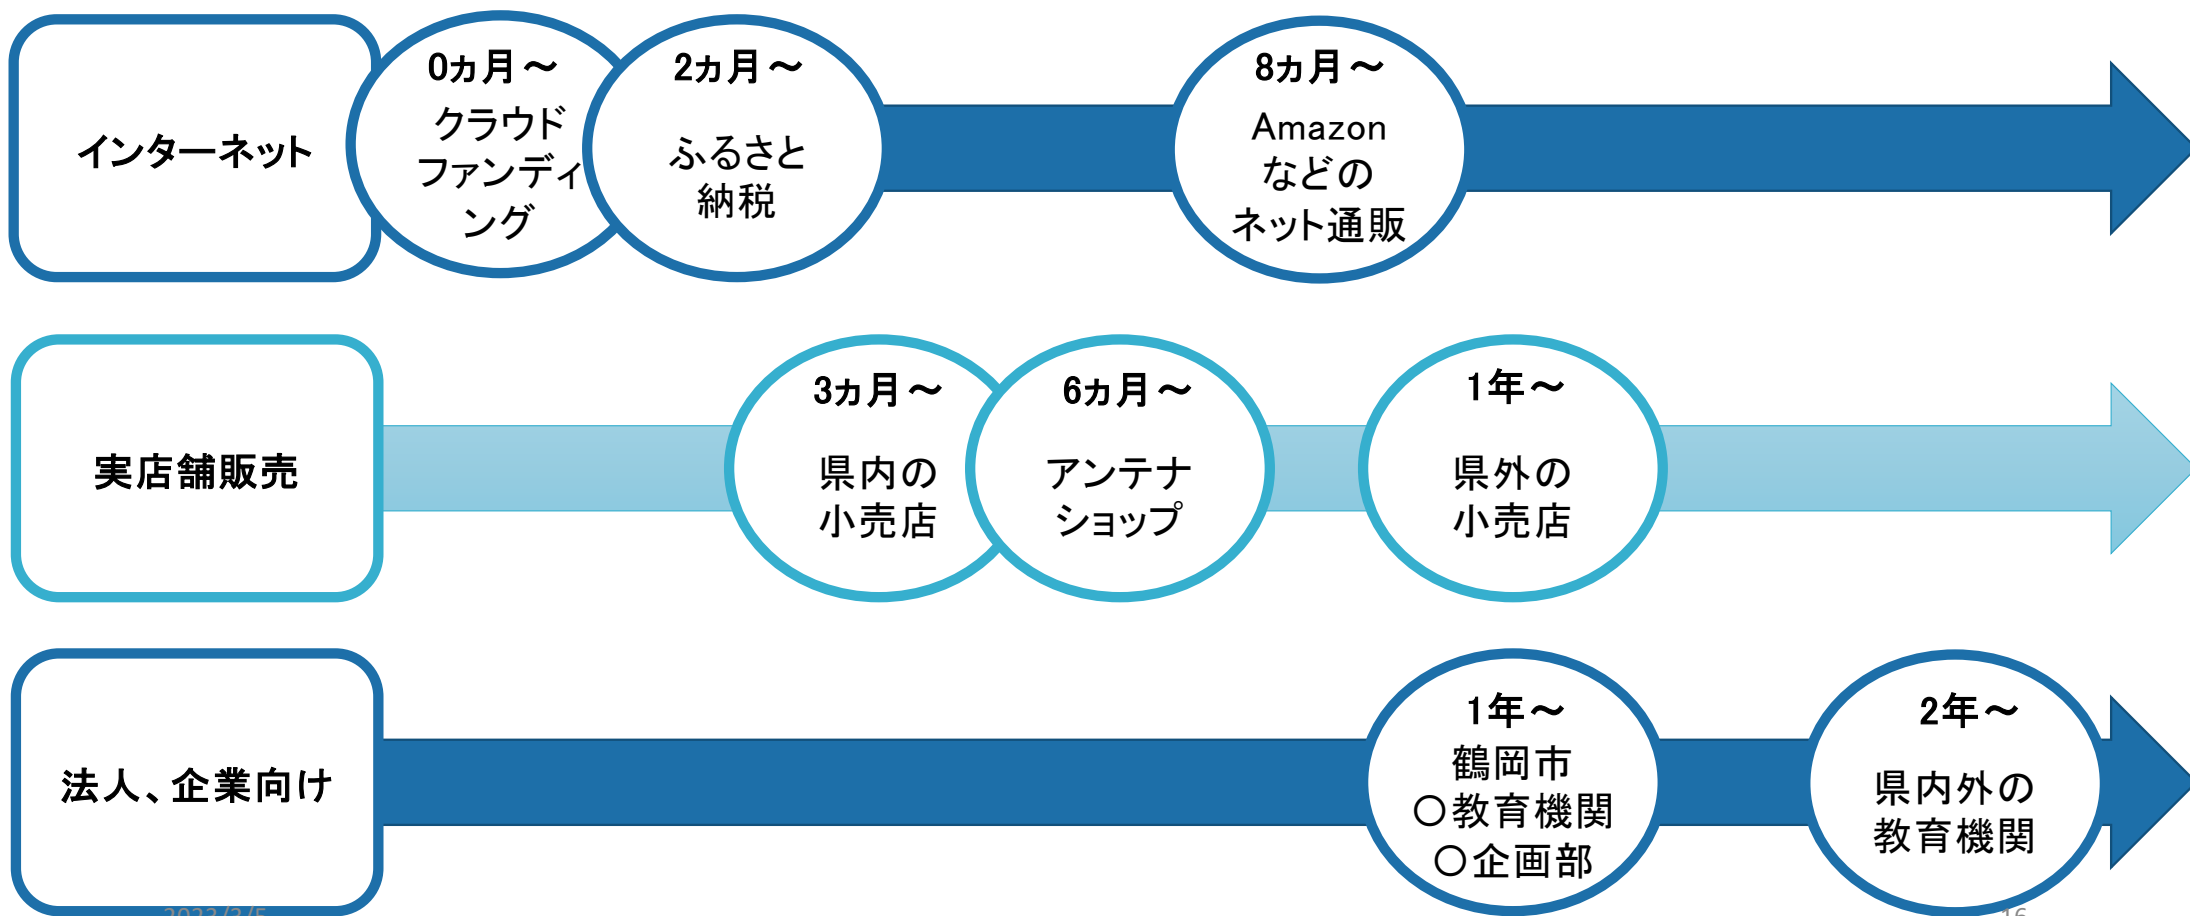 インターネット
0ヵ月～
クラウド
ファンディ
ング
2ヵ月～
ふるさと
納税
8ヵ月～
Amazon
などの
ネット通販
実店舗販売
3ヵ月～
県内の
小売店
6ヵ月～
アンテナ
ショップ
1年～
県外の
小売店
法人、企業向け
1年～
鶴岡市
〇教育機関
〇企画部
2年～
県内外の
教育機関
16